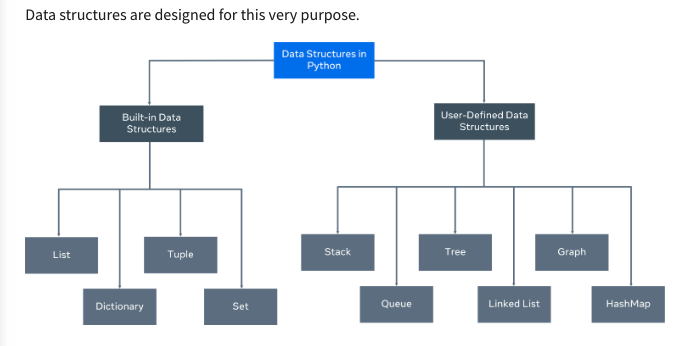 Data structures are designed for this very purpose.
Data Structures in
Python
Built-in Data
Structures
User-Defined Data
Structures
List
Tuple
Stack
Tree
Graph
Dictionary
Set
Queue
Linked List
HashMap